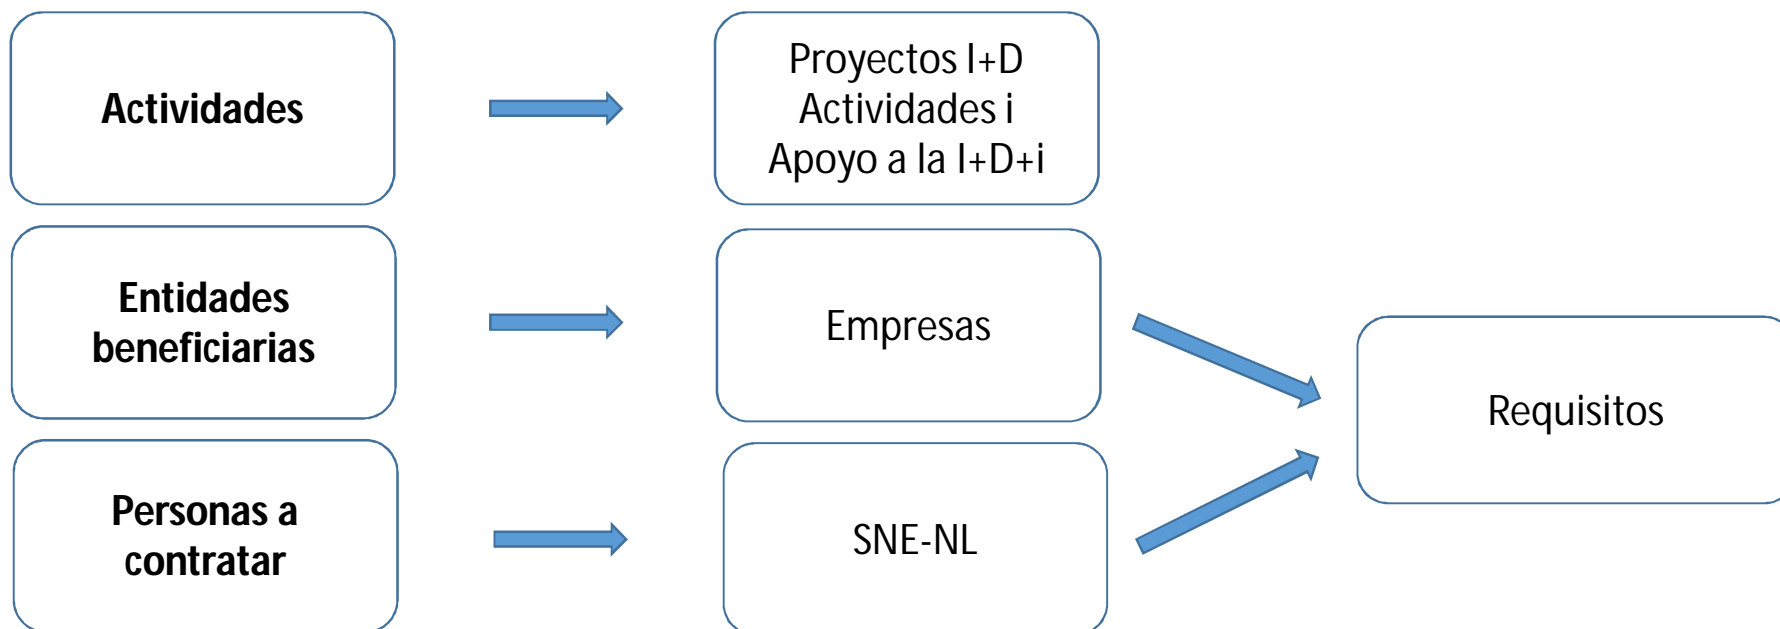 Actividades
Proyectos I+D
Actividades i
Apoyo a la I+D+i
Entidades
beneficiarias
Empresas
Requisitos
Personas a
contratar
SNE-NL